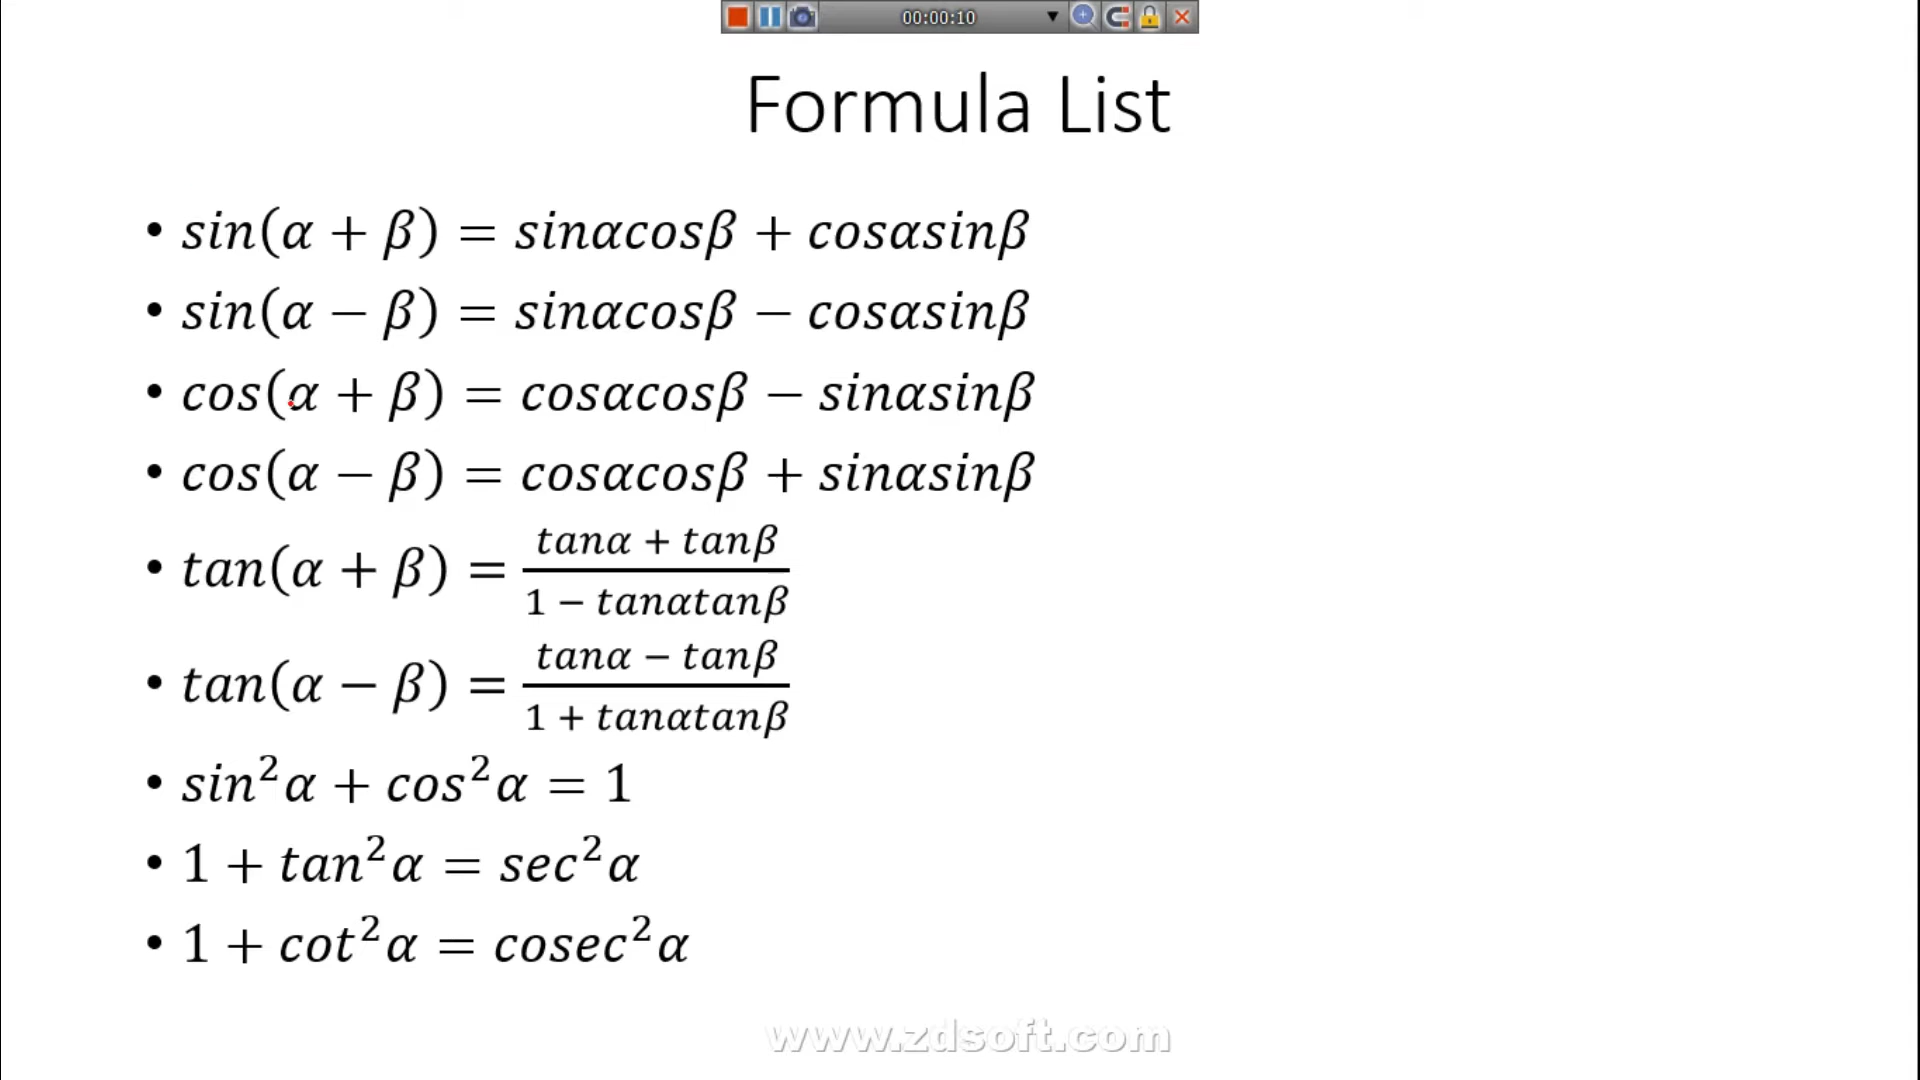 00:00:10
Formula List
• sin(α + β) = sinαcosβ + cosαsinβ
• sin(α − β) = sinαcosβ − cosαsinβ
• cos(α + β) = cosαcosβ − sinαsinβ
• cos(α − β) = cosαcosβ + sinαsinβ
• tan(α + β) = (tanα + tanβ)/(1 − tanαtanβ)
• tan(α − β) = (tanα − tanβ)/(1 + tanαtanβ)
• sin²α + cos²α = 1
• 1 + tan²α = sec²α
• 1 + cot²α = cosec²α
www.zdsoft.com